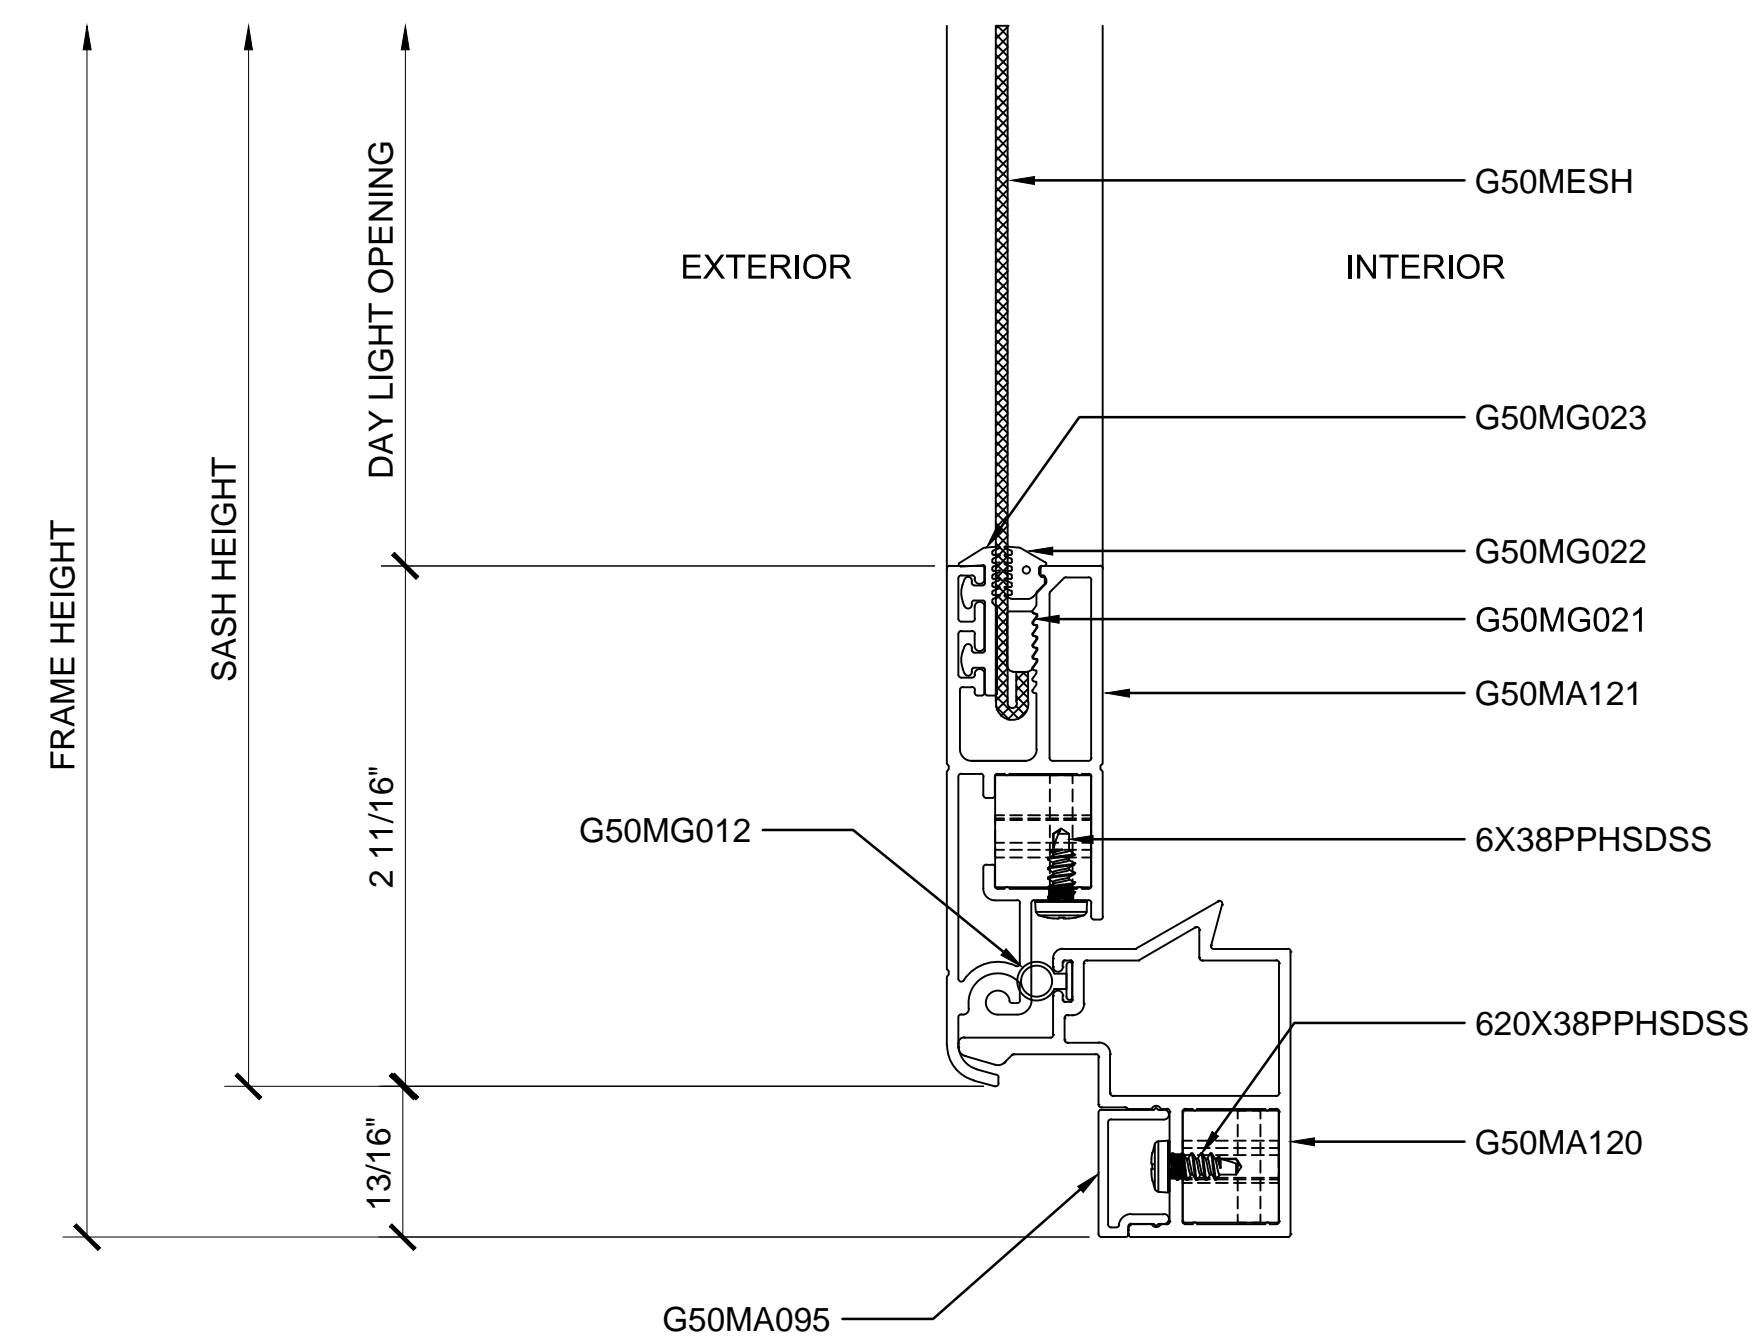 G50MESH
EXTERIOR
INTERIOR
DAY LIGHT OPENING
G50MG023
SASH HEIGHT
FRAME HEIGHT
G50MG022
G50MG021
G50MA121
2 11/16"
G50MG012
6X38PPHSDSS
620X38PPHSDSS
13/16"
G50MA120
G50MA095